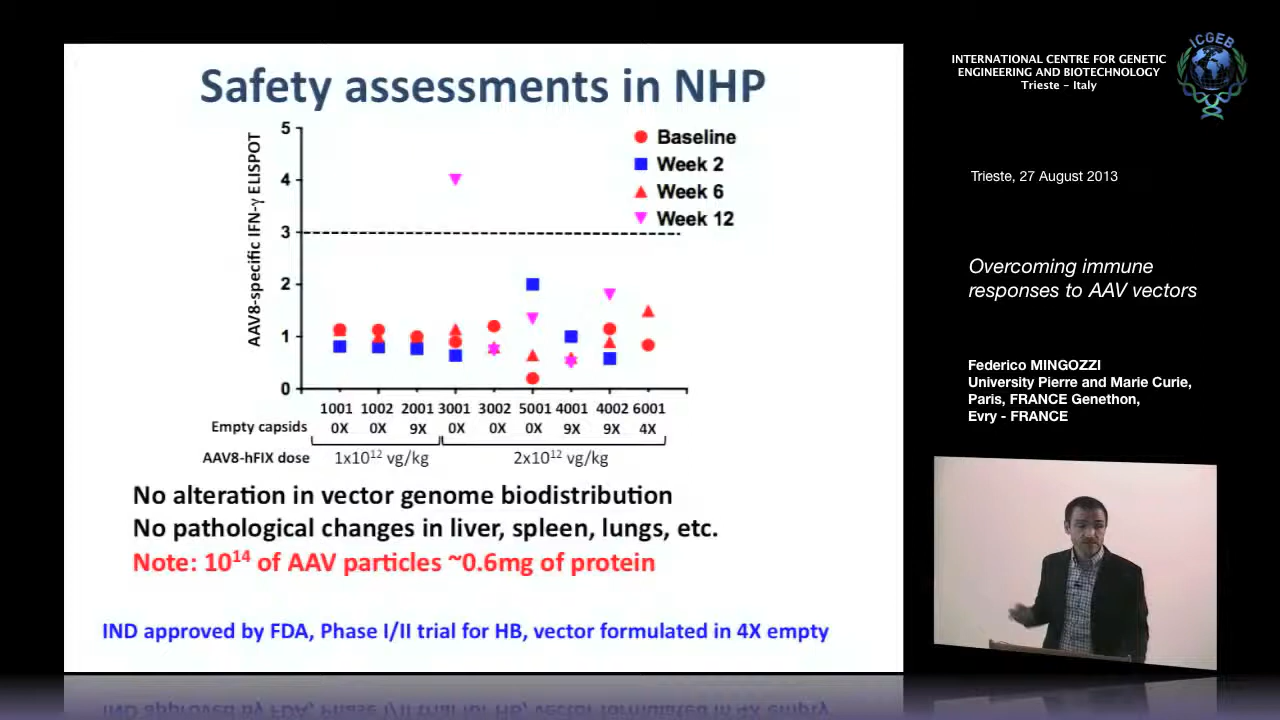 Safety assessments in NHP
AAV8-specific IFN-γ ELISPOT
5
4
3
2
1
0
Baseline
Week 2
Week 6
Week 12
1001 1002 2001 3001 3002 5001 4001 4002 6001
Empty capsids 0X 0X 9X 0X 0X 0X 9X 9X 4X
AAV8-hFIX dose 1x10¹² vg/kg 2x10¹² vg/kg
No alteration in vector genome biodistribution
No pathological changes in liver, spleen, lungs, etc.
Note: 10¹⁴ of AAV particles ~0.6mg of protein
IND approved by FDA, Phase I/II trial for HB, vector formulated in 4X empty
INTERNATIONAL CENTRE FOR GENETIC
ENGINEERING AND BIOTECHNOLOGY
Trieste – Italy
ICGEB
Trieste, 27 August 2013
Overcoming immune
responses to AAV vectors
Federico MINGOZZI
University Pierre and Marie Curie,
Paris, FRANCE Genethon,
Evry - FRANCE